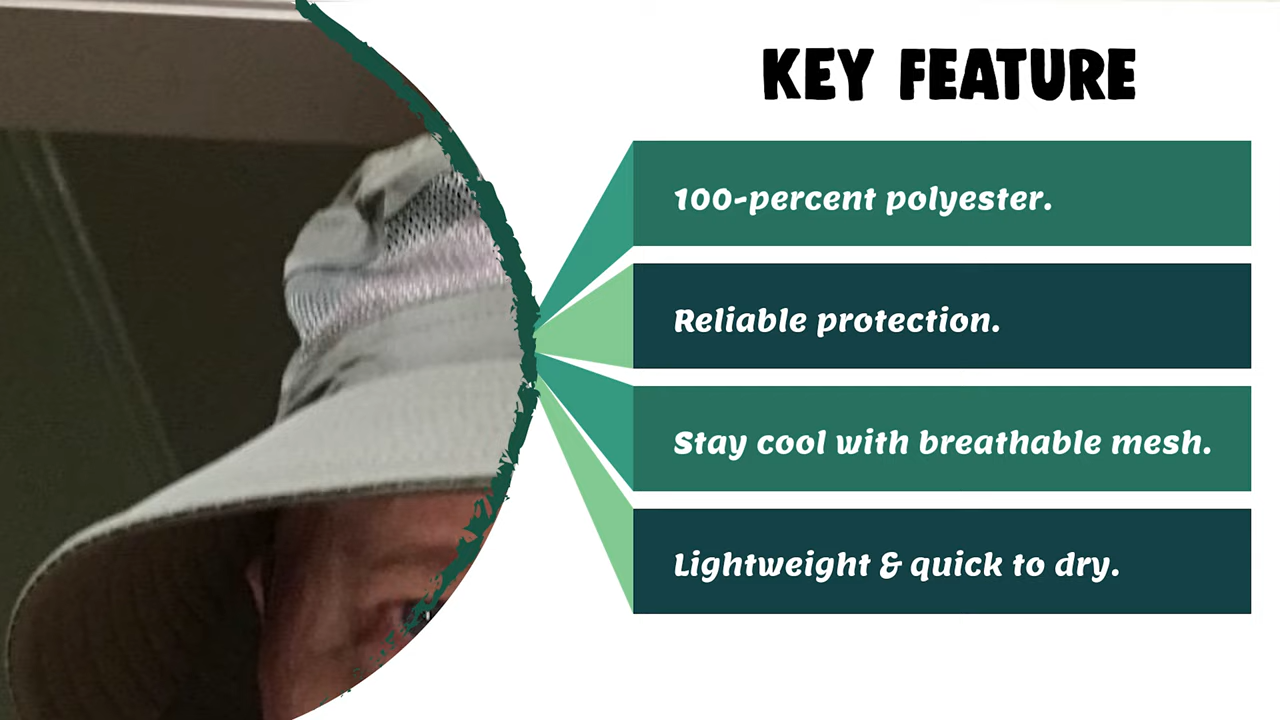 KEY FEATURE
100-percent polyester.
Reliable protection.
Stay cool with breathable mesh.
Lightweight & quick to dry.